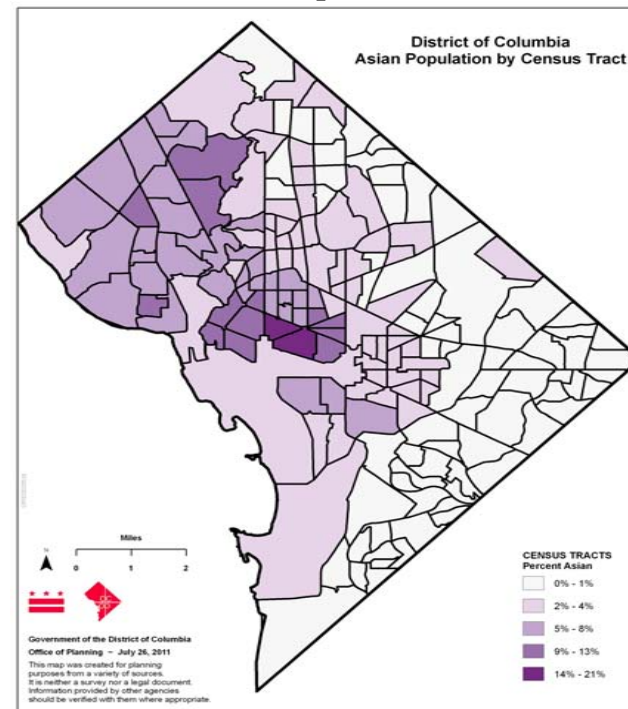 District of Columbia
Asian Population by Census Tract
Miles
N
0 1 2
Government of the District of Columbia
Office of Planning ~ July 26, 2011
This map was created for planning
purposes from a variety of sources.
It is neither a survey nor a legal document.
Information provided by other agencies
should be verified with them where appropriate.
CENSUS TRACTS
Percent Asian
0% - 1%
2% - 4%
5% - 8%
9% - 13%
14% - 21%